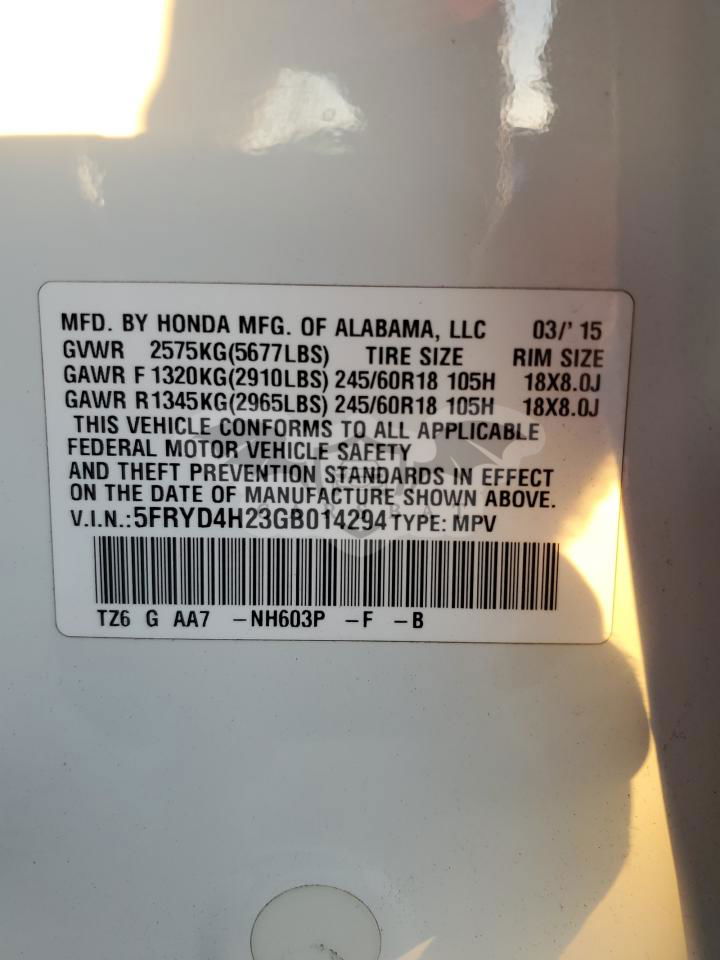 MFD. BY HONDA MFG. OF ALABAMA, LLC 03/' 15
GVWR 2575KG(5677LBS) TIRE SIZE RIM SIZE
GAWR F 1320KG(2910LBS) 245/60R18 105H 18X8.0J
GAWR R1345KG(2965LBS) 245/60R18 105H 18X8.0J
THIS VEHICLE CONFORMS TO ALL APPLICABLE
FEDERAL MOTOR VEHICLE SAFETY
AND THEFT PREVENTION STANDARDS IN EFFECT
ON THE DATE OF MANUFACTURE SHOWN ABOVE.
V.I.N.:5FRYD4H23GB014294 TYPE: MPV
TZ6 G AA7 -NH603P -F -B